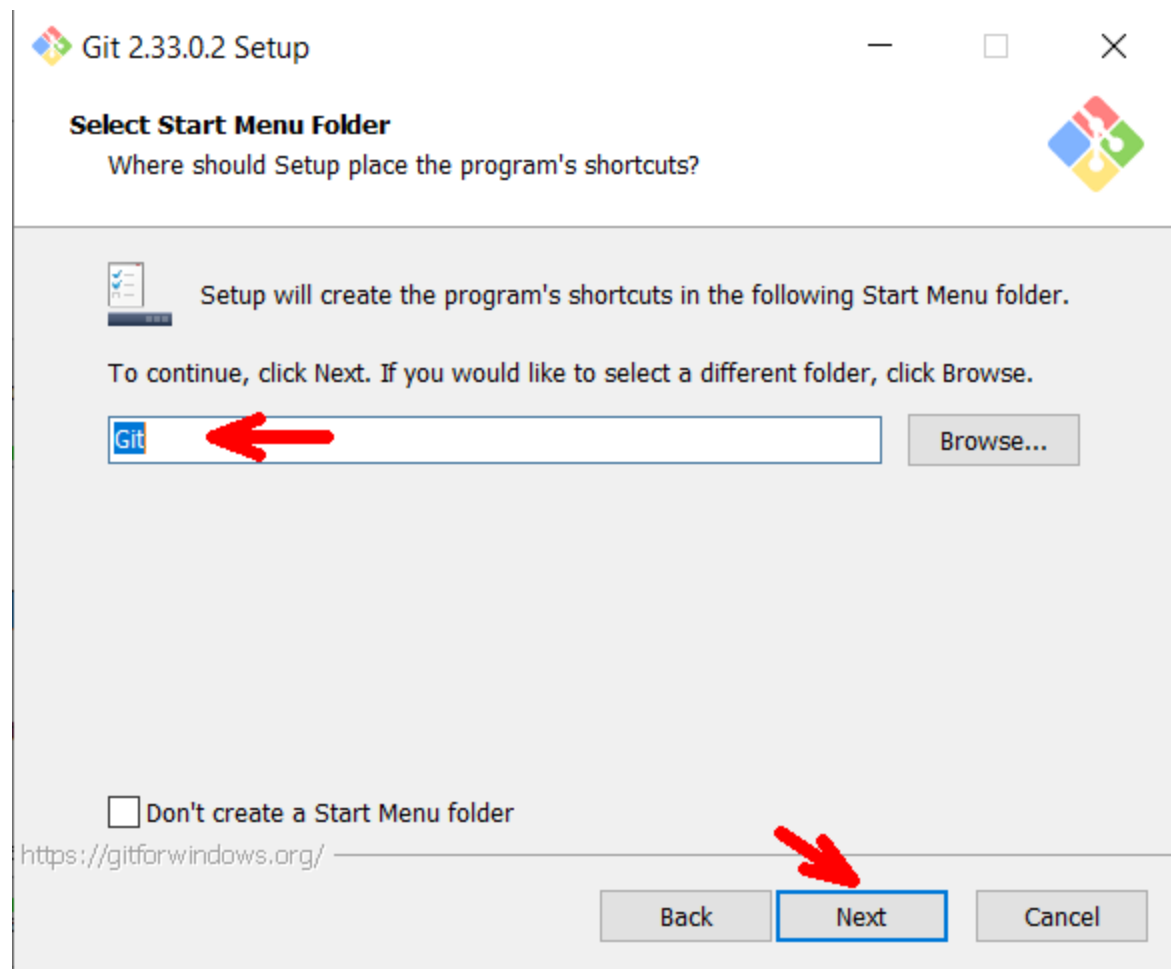 Git 2.33.0.2 Setup
Select Start Menu Folder
Where should Setup place the program's shortcuts?
Setup will create the program's shortcuts in the following Start Menu folder.
To continue, click Next. If you would like to select a different folder, click Browse.
Git
Browse...
Don't create a Start Menu folder
https://gitforwindows.org/
Back
Next
Cancel